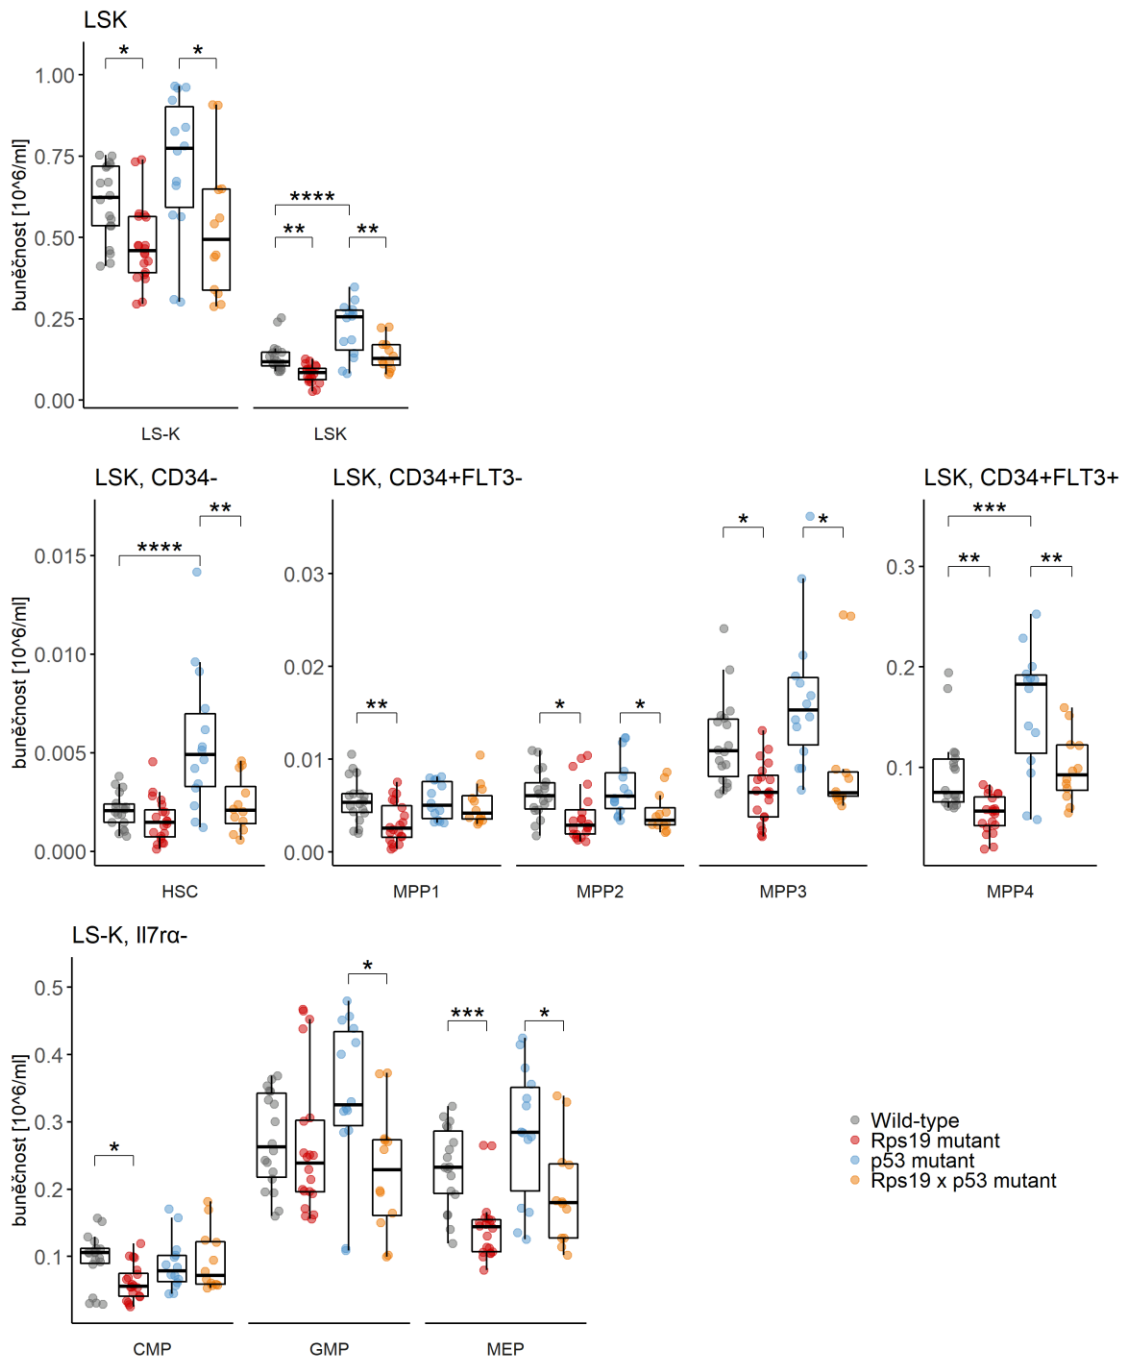 LSK
* *
1.00
0.75
**** 
** **
0.50
0.25
0.00
buněčnost [10^6/ml]
LS-K LSK
LSK, CD34- LSK, CD34+FLT3- LSK, CD34+FLT3+
**
****
0.015
0.010
0.005
0.000
buněčnost [10^6/ml]
HSC
* *
0.03
0.02
** * *
0.01
0.00
MPP1 MPP2 MPP3
***
** **
0.3
0.2
0.1
MPP4
LS-K, Il7rα-
*
*** *
0.5
0.4
0.3
*
0.2
0.1
buněčnost [10^6/ml]
CMP GMP MEP
Wild-type
Rps19 mutant
p53 mutant
Rps19 x p53 mutant